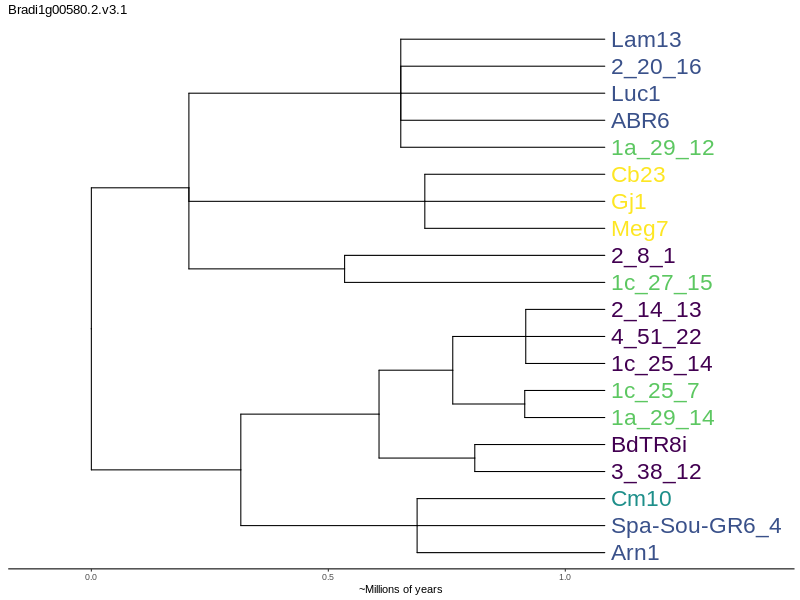 Bradi1g00580.2.v3.1
Lam13
2_20_16
Luc1
ABR6
1a_29_12
Cb23
Gj1
Meg7
2_8_1
1c_27_15
2_14_13
4_51_22
1c_25_14
1c_25_7
1a_29_14
BdTR8i
3_38_12
Cm10
Spa-Sou-GR6_4
Arn1
0.0 0.5 1.0
~Millions of years